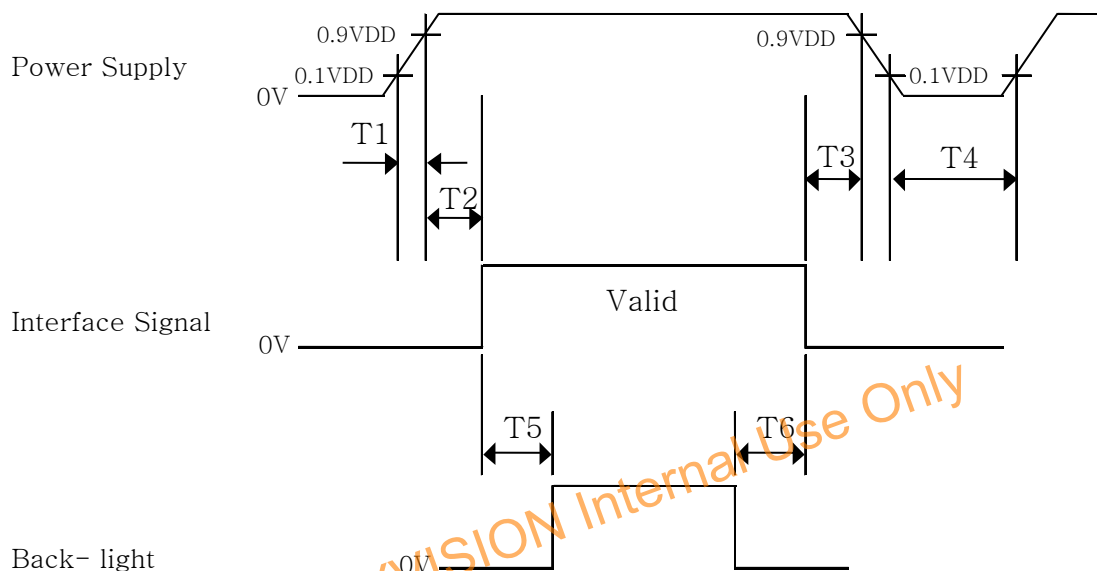 0.9VDD
0.9VDD
Power Supply
0.1VDD
0.1VDD
0V
T1
T3
T4
T2
Valid
Interface Signal
0V
T5
T6
Internal Use Only
Back- light
0V